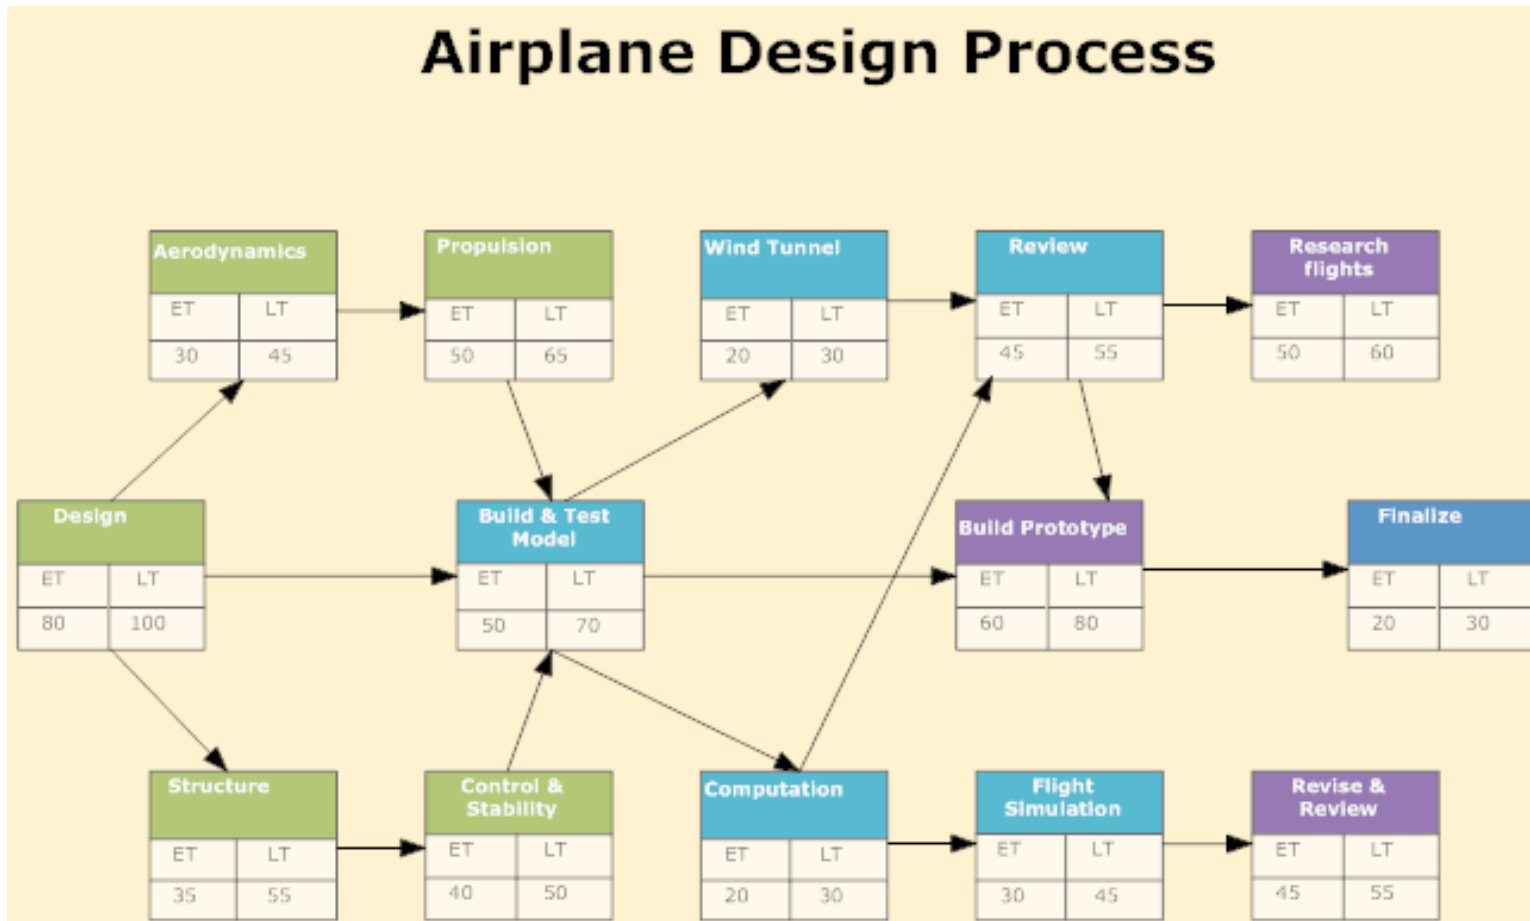 Airplane Design Process
Aerodynamics
ET LT
30 45
Propulsion
ET LT
50 65
Wind Tunnel
ET LT
20 30
Review
ET LT
45 55
Research
flights
ET LT
50 60
Design
ET LT
80 100
Build & Test
Model
ET LT
50 70
Build Prototype
ET LT
60 80
Finalize
ET LT
20 30
Structure
ET LT
35 55
Control &
Stability
ET LT
40 50
Computation
ET LT
20 30
Flight
Simulation
ET LT
30 45
Revise &
Review
ET LT
45 55